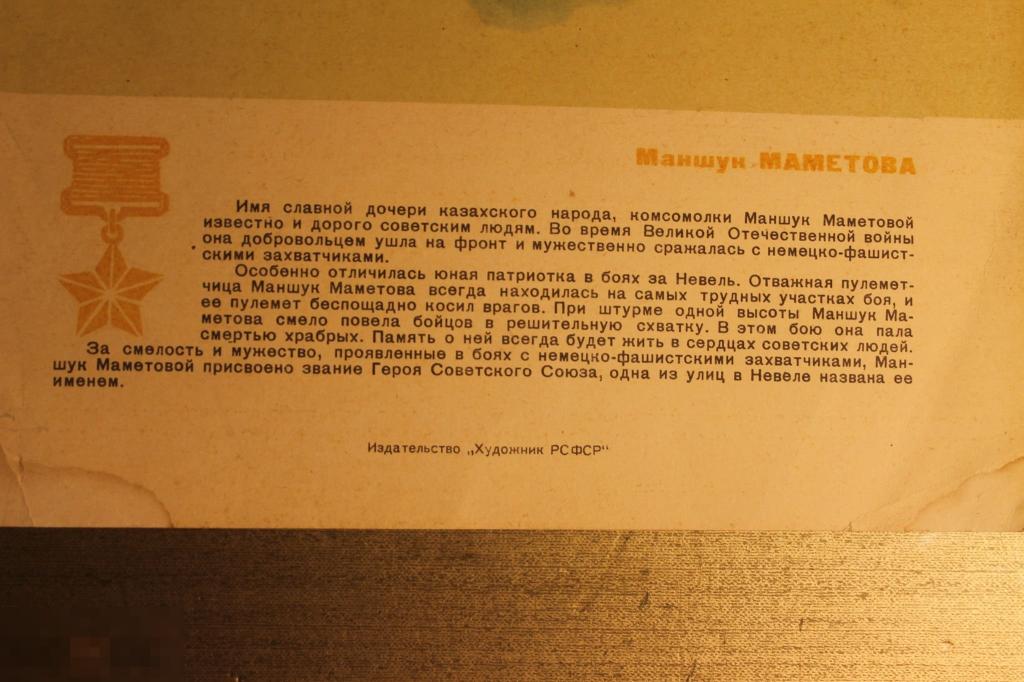 Маншук МАМЕТОВА
Имя славной дочери казахского народа, комсомолки Маншук Маметовой
известно и дорого советским людям. Во время Великой Отечественной войны
она добровольцем ушла на фронт и мужественно сражалась с немецко-фашист-
скими захватчиками.
Особенно отличилась юная патриотка в боях за Невель. Отважная пулемет-
чица Маншук Маметова всегда находилась на самых трудных участках боя, и
ее пулемет беспощадно косил врагов. При штурме одной высоты Маншук Ма-
метова смело повела бойцов в решительную схватку. В этом бою она пала
смертью храбрых. Память о ней всегда будет жить в сердцах советских людей.
За смелость и мужество, проявленные в боях с немецко-фашистскими захватчиками, Ман-
шук Маметовой присвоено звание Героя Советского Союза, одна из улиц в Невеле названа ее
именем.
Издательство „Художник РСФСР“